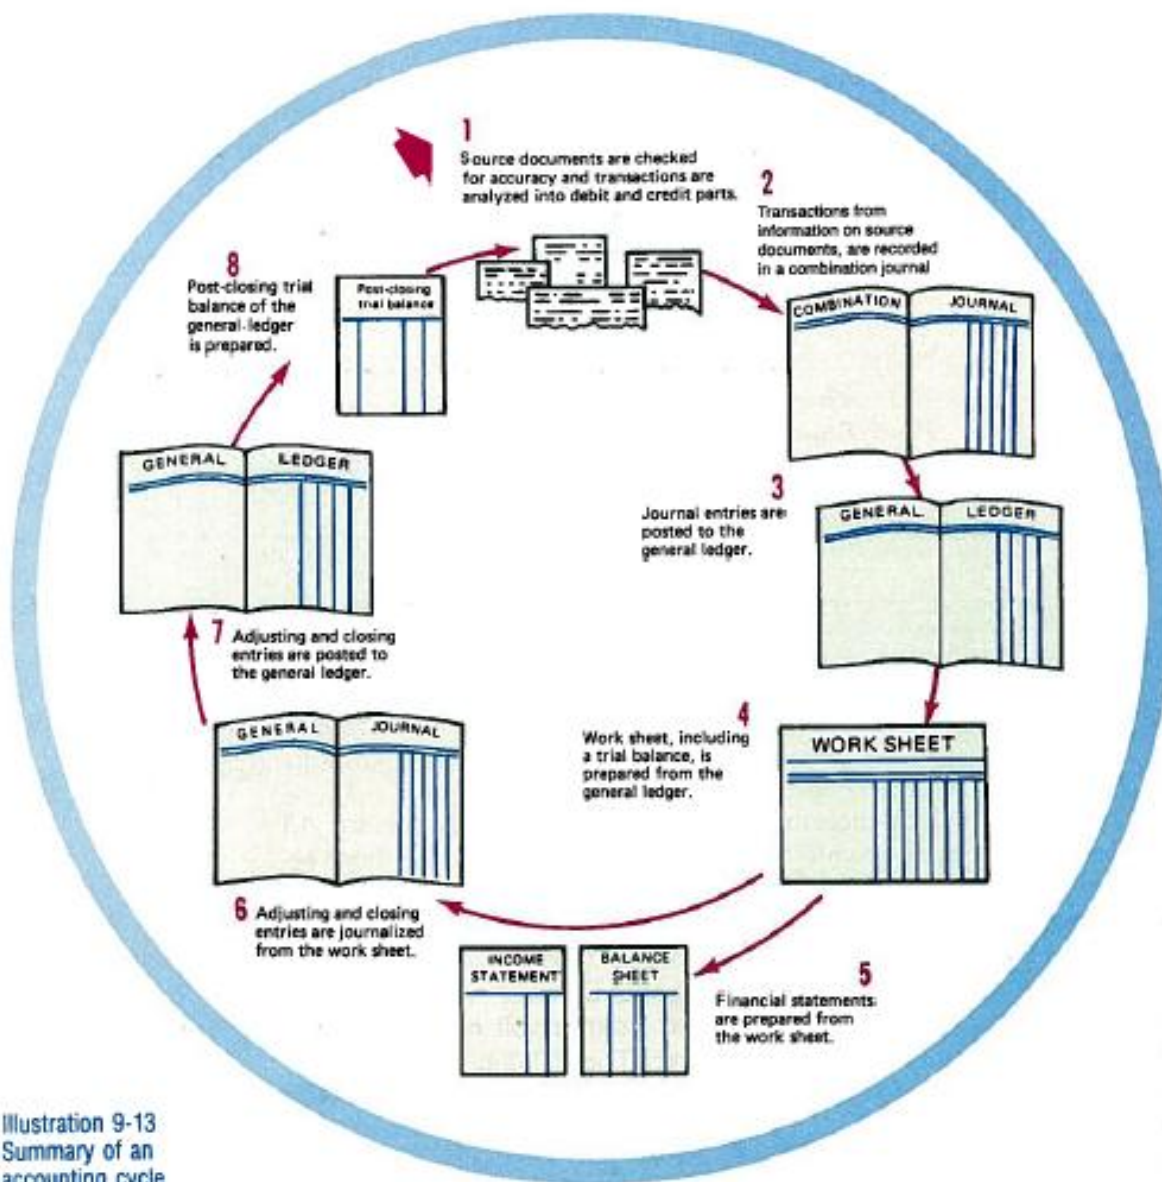 1
Source documents are checked
for accuracy and transactions are
analyzed into debit and credit parts.
2
Transactions from
information on source
documents, are recorded
in a combination journal
COMBINATION JOURNAL
3
Journal entries are
posted to the
general ledger.
GENERAL LEDGER
4
Work sheet, including
a trial balance, is
prepared from the
general ledger.
WORK SHEET
5
Financial statements
are prepared from
the work sheet.
INCOME
STATEMENT
BALANCE
SHEET
6 Adjusting and closing
entries are journalized
from the work sheet.
GENERAL JOURNAL
7 Adjusting and closing
entries are posted to
the general ledger.
GENERAL LEDGER
8
Post-closing trial
balance of the
general ledger
is prepared.
Post-closing
trial balance
Illustration 9-13
Summary of an
accounting cycle